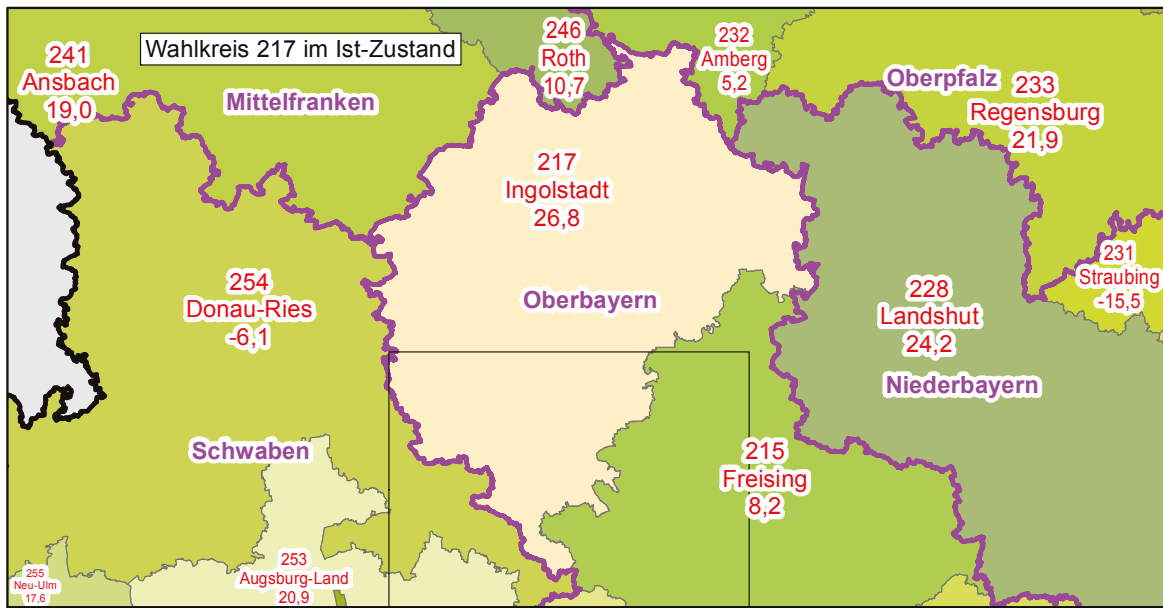 Wahlkreis 217 im Ist-Zustand
241
Ansbach
19,0
Mittelfranken
246
Roth
10,7
232
Amberg
5,2
Oberpfalz
233
Regensburg
21,9
217
Ingolstadt
26,8
254
Donau-Ries
-6,1
Oberbayern
228
Landshut
24,2
231
Straubing
-15,5
Niederbayern
Schwaben
215
Freising
8,2
255
Neu-Ulm
17,6
253
Augsburg-Land
20,9